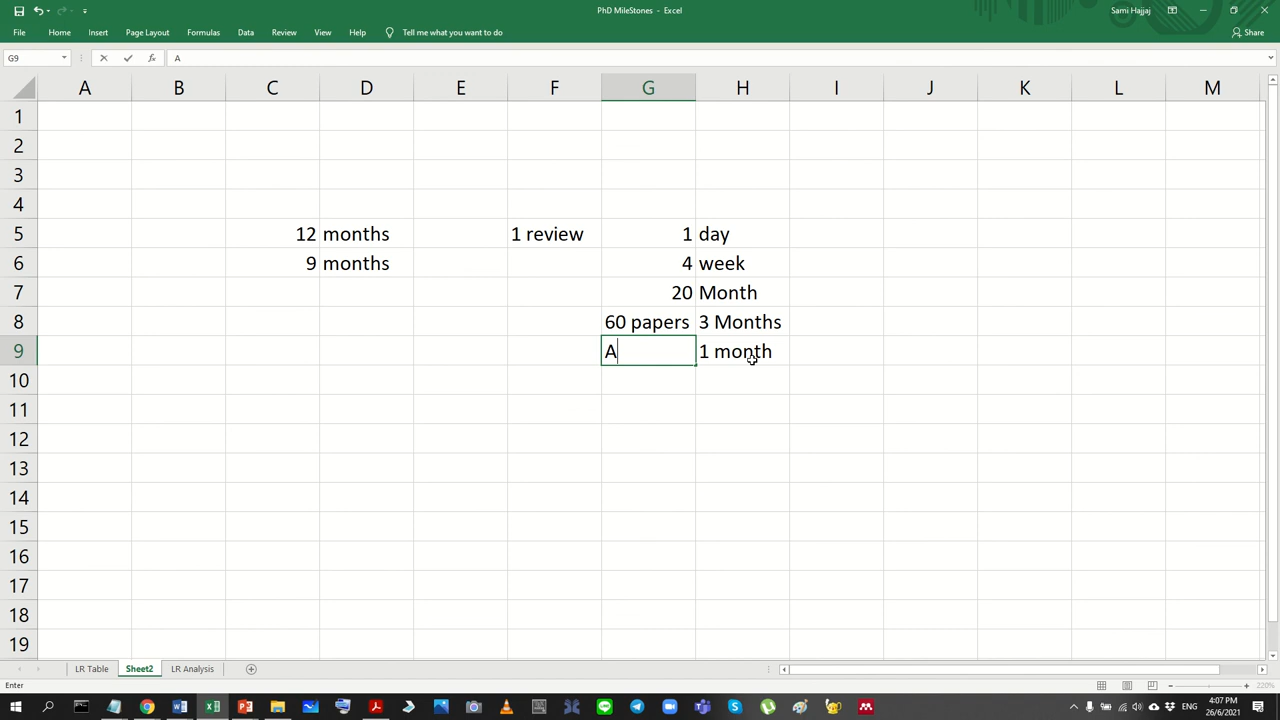 PhD MileStones - Excel
Sami Hajjaj
File Home Insert Page Layout Formulas Data Review View Help Tell me what you want to do Share
G9 fx A
A B C D E F G H I J K L M
1
2
3
4
5 12 months 1 review 1 day
6 9 months 4 week
7 20 Month
8 60 papers 3 Months
9 A 1 month
10
11
12
13
14
15
16
17
18
19
LR Table Sheet2 LR Analysis
Enter 220%
ENG 4:07 PM
26/6/2021